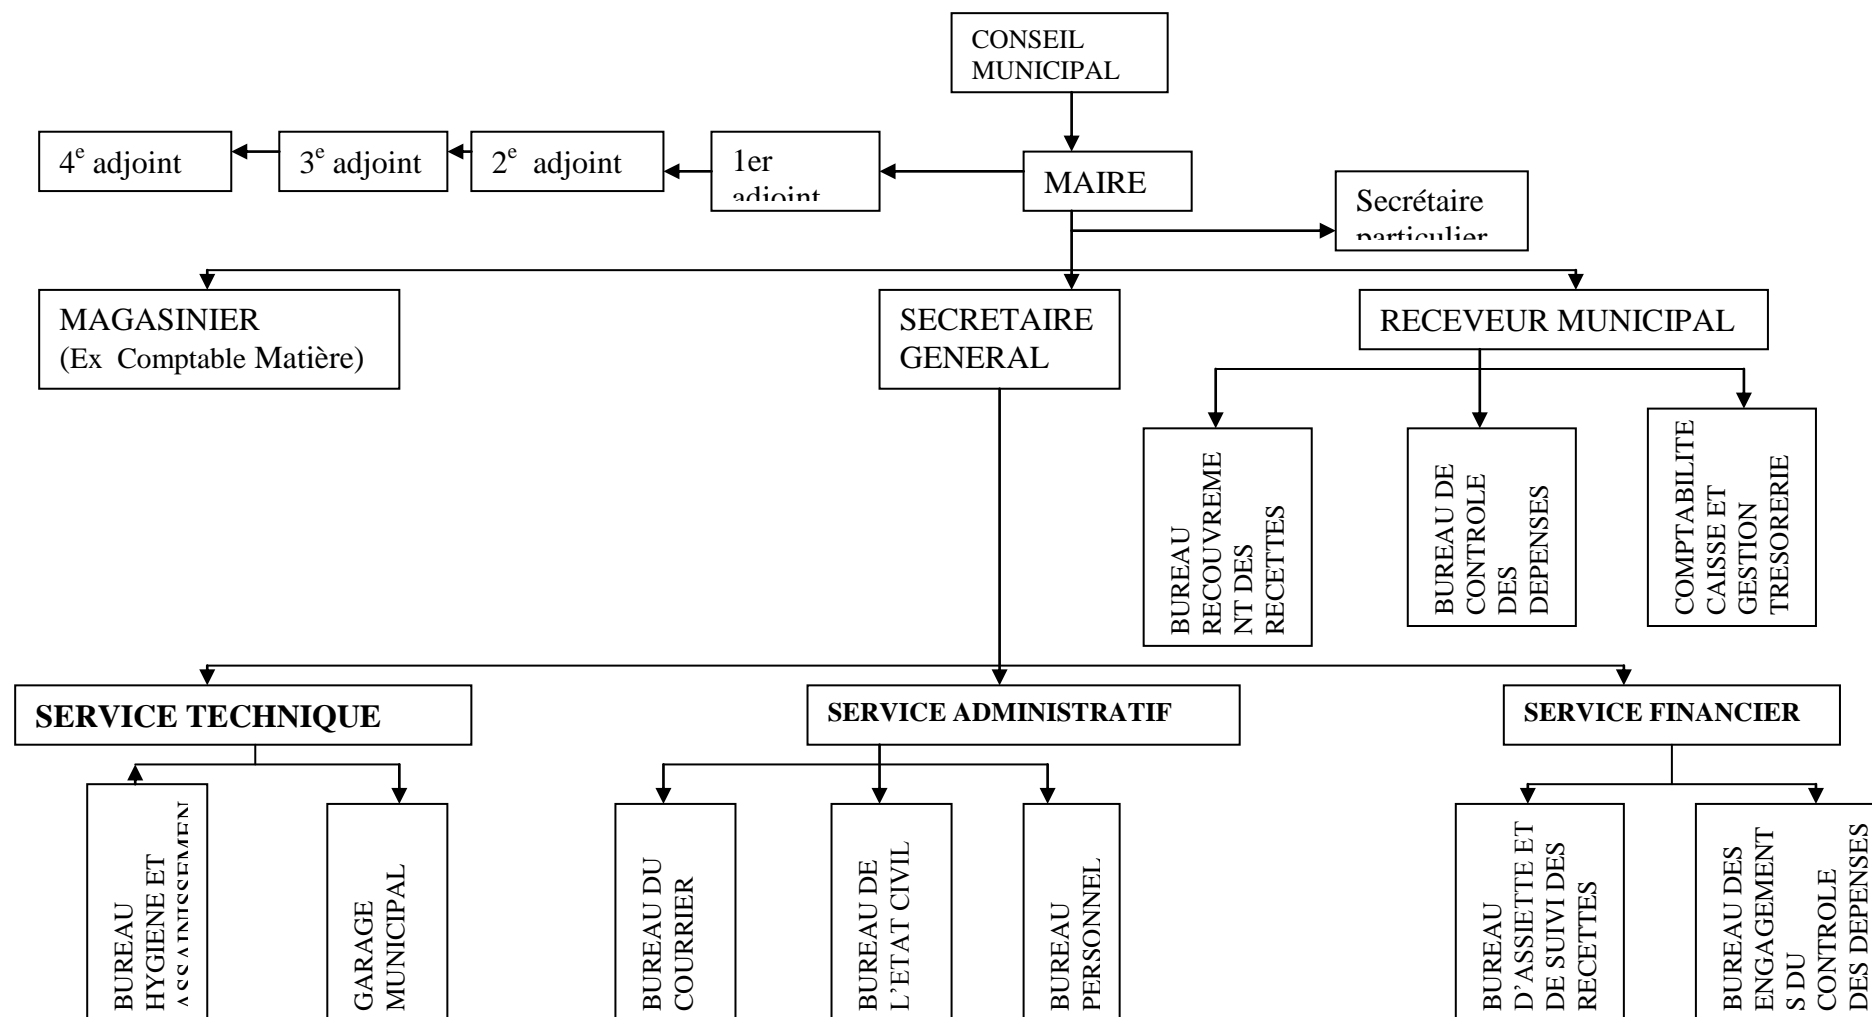 CONSEIL
MUNICIPAL
4e adjoint
3e adjoint
2e adjoint
1er
adjoint
MAIRE
Secrétaire
particulier
MAGASINIER
(Ex Comptable Matière)
SECRETAIRE
GENERAL
RECEVEUR MUNICIPAL
BUREAU
RECOUVREME
NT DES
RECETTES
BUREAU DE
CONTROLE
DES
DEPENSES
COMPTABILITE
CAISSE ET
GESTION
TRESORERIE
SERVICE TECHNIQUE
SERVICE ADMINISTRATIF
SERVICE FINANCIER
BUREAU
HYGIENE ET
ASSAINISSEMEN
GARAGE
MUNICIPAL
BUREAU DU
COURRIER
BUREAU DE
L'ETAT CIVIL
BUREAU
PERSONNEL
BUREAU
D'ASSIETTE ET
DE SUIVI DES
RECETTES
BUREAU DES
ENGAGEMENT
S DU
CONTROLE
DES DEPENSES